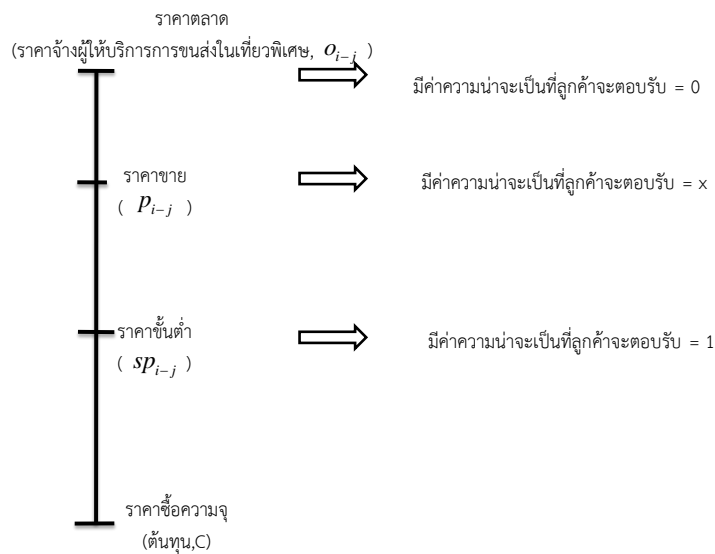 ราคาตลาด
(ราคาจ้างผู้ให้บริการการขนส่งในเที่ยวพิเศษ, o_{i-j} )
มีค่าความน่าจะเป็นที่ลูกค้าจะตอบรับ = 0
ราคาขาย
( p_{i-j} )
มีค่าความน่าจะเป็นที่ลูกค้าจะตอบรับ = x
ราคาขั้นต่ำ
( sp_{i-j} )
มีค่าความน่าจะเป็นที่ลูกค้าจะตอบรับ = 1
ราคาซื้อความจุ
(ต้นทุน,C)